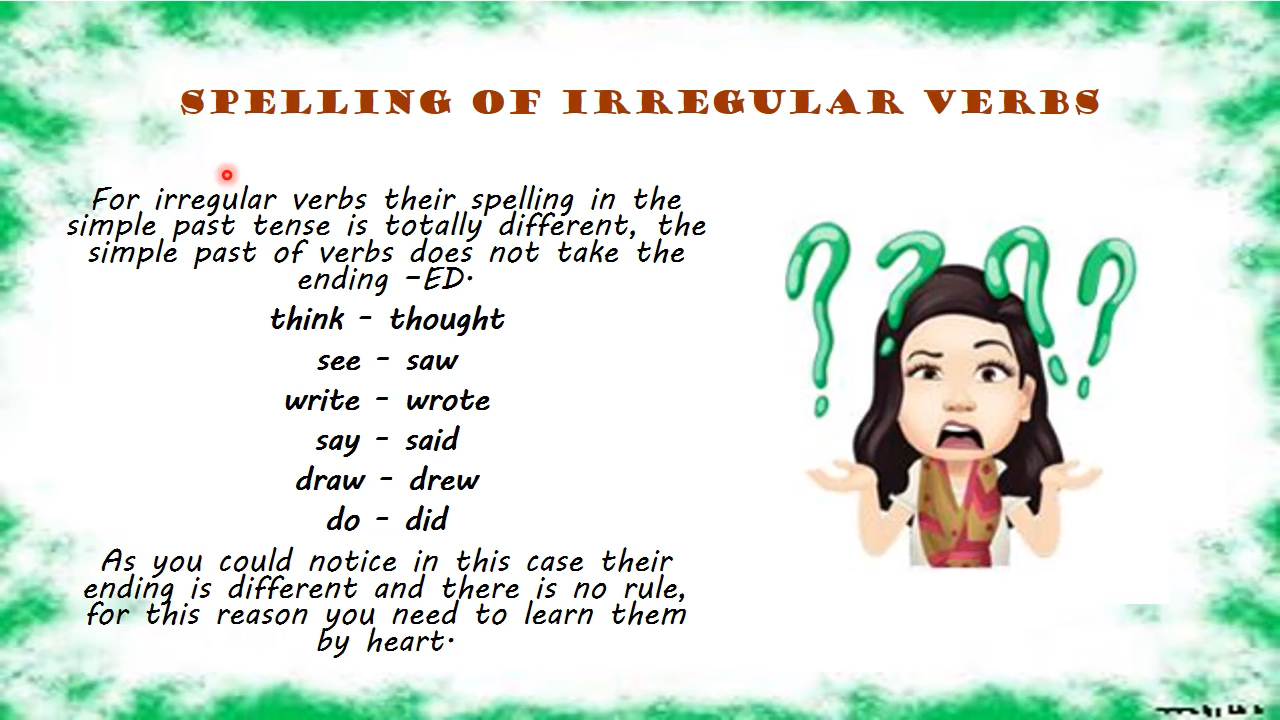 SPELLING OF IRREGULAR VERBS
For irregular verbs their spelling in the
simple past tense is totally different, the
simple past of verbs does not take the
ending -ED.
think - thought
see - saw
write - wrote
say - said
draw - drew
do - did
As you could notice in this case their
ending is different and there is no rule,
for this reason you need to learn them
by heart.